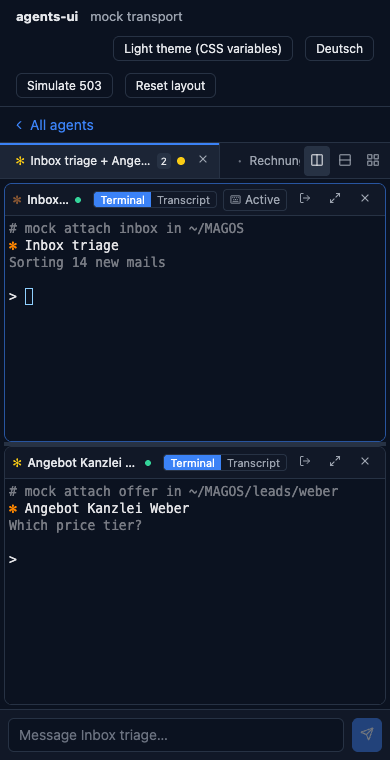 agents-ui mock transport
Light theme (CSS variables) Deutsch
Simulate 503 Reset layout
All agents
Inbox triage + Ange... 2 Rechnun
Inbox... Terminal Transcript Active
# mock attach inbox in ~/MAGOS
✻ Inbox triage
Sorting 14 new mails
>
Angebot Kanzlei ... Terminal Transcript
# mock attach offer in ~/MAGOS/leads/weber
✻ Angebot Kanzlei Weber
Which price tier?
>
Message Inbox triage...